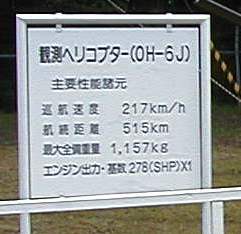 観測ヘリコプター(OH-6J)
主要性能諸元
巡航速度 217km/h
航続距離 515km
最大全備重量 1,157kg
エンジン出力・基数 278(SHP)X1